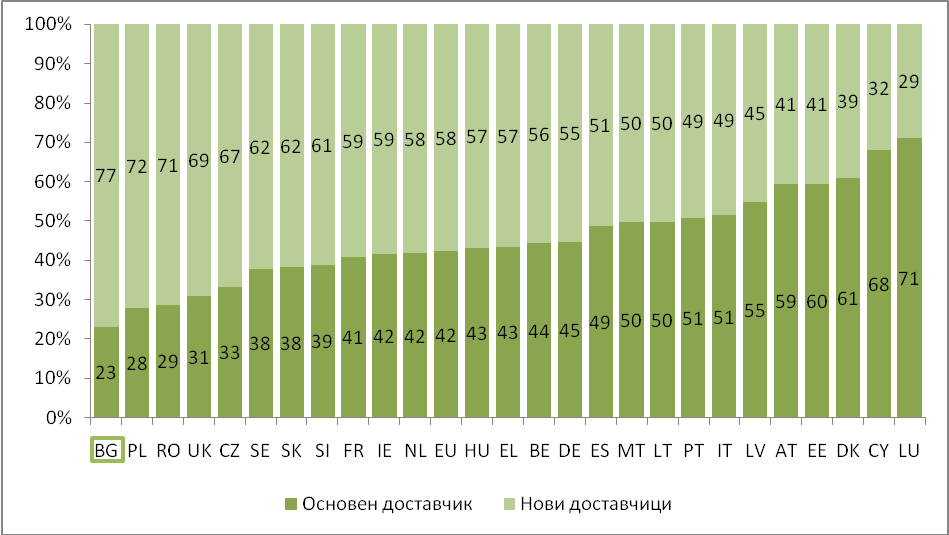 100%
90%
80%
70%
60%
50%
40%
30%
20%
10%
0%
77 72 71 69 67 62 62 61 59 59 58 58 57 57 56 55 51 50 50 49 49 45 41 41 39 32 29
23 28 29 31 33 38 38 39 41 42 42 42 43 43 44 45 49 50 50 51 51 55 59 60 61 68 71
BG PL RO UK CZ SE SK SI FR IE NL EU HU EL BE DE ES MT LT PT IT LV AT EE DK CY LU
Основен доставчик Нови доставчици